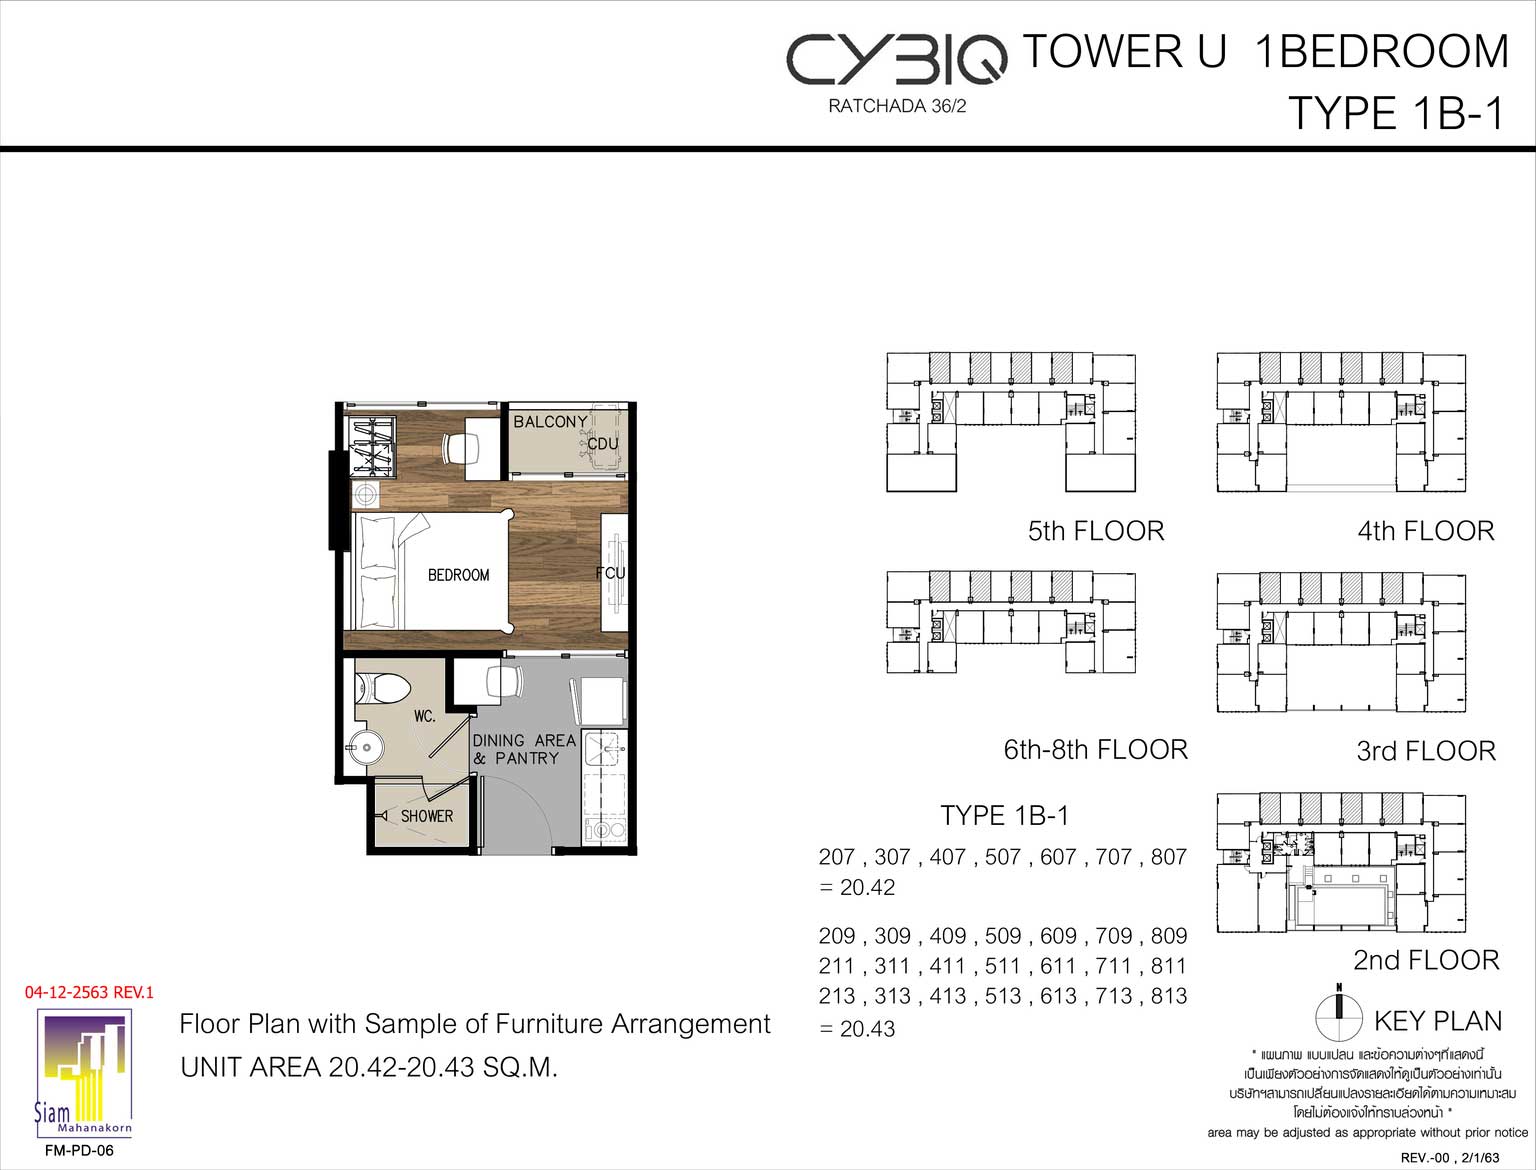 CYBIQ
RATCHADA 36/2
TOWER U 1BEDROOM
TYPE 1B-1
BALCONY
CDU
BEDROOM
FCU
WC.
DINING AREA
& PANTRY
SHOWER
5th FLOOR
4th FLOOR
6th-8th FLOOR
3rd FLOOR
2nd FLOOR
TYPE 1B-1
207 , 307 , 407 , 507 , 607 , 707 , 807
= 20.42
209 , 309 , 409 , 509 , 609 , 709 , 809
211 , 311 , 411 , 511 , 611 , 711 , 811
213 , 313 , 413 , 513 , 613 , 713 , 813
= 20.43
04-12-2563 REV.1
Siam
Mahanakorn
FM-PD-06
Floor Plan with Sample of Furniture Arrangement
UNIT AREA 20.42-20.43 SQ.M.
N
KEY PLAN
* แผนภาพ แบบแปลน และข้อความต่างๆที่แสดงนี้
เป็นเพียงตัวอย่างการจัดแสดงให้ดูเป็นตัวอย่างเท่านั้น
บริษัทฯสามารถเปลี่ยนแปลงรายละเอียดได้ตามความเหมาะสม
โดยไม่ต้องแจ้งให้ทราบล่วงหน้า *
area may be adjusted as appropriate without prior notice
REV.-00 , 2/1/63